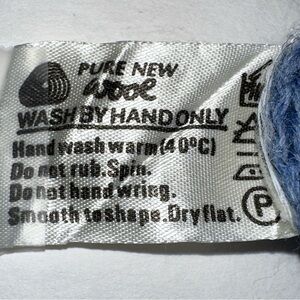 PURE NEW
wool
WASH BY HAND ONLY
Hand wash warm (40°C)
Do not rub. Spin.
Do not hand wring.
Smooth to shape. Dry flat.
P